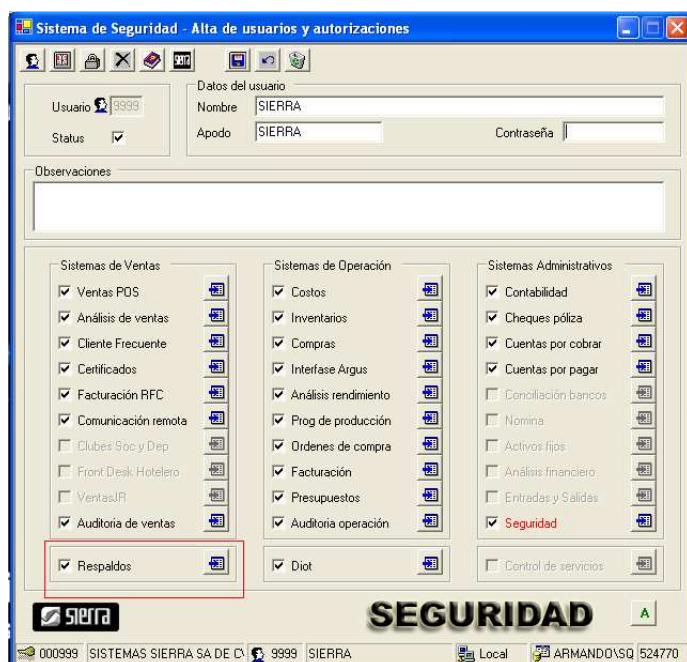 Sistema de Seguridad - Alta de usuarios y autorizaciones
Datos del usuario
Usuario 9999 Nombre SIERRA
Status Apodo SIERRA Contraseña
Observaciones
Sistemas de Ventas Sistemas de Operación Sistemas Administrativos
Ventas POS Costos Contabilidad
Análisis de ventas Inventarios Cheques póliza
Cliente Frecuente Compras Cuentas por cobrar
Certificados Interfase Argus Cuentas por pagar
Facturación RFC Análisis rendimiento Conciliación bancos
Comunicación remota Prog de producción Nomina
Clubes Soc y Dep Ordenes de compra Activos fijos
Front Desk Hotelero Facturación Análisis financiero
VentasJR Presupuestos Entradas y Salidas
Auditoria de ventas Auditoria operación Seguridad
Respaldos Diot Control de servicios
sierra SEGURIDAD A
000999 SISTEMAS SIERRA SA DE C\ 9999 SIERRA Local ARMANDO\SQ 524770